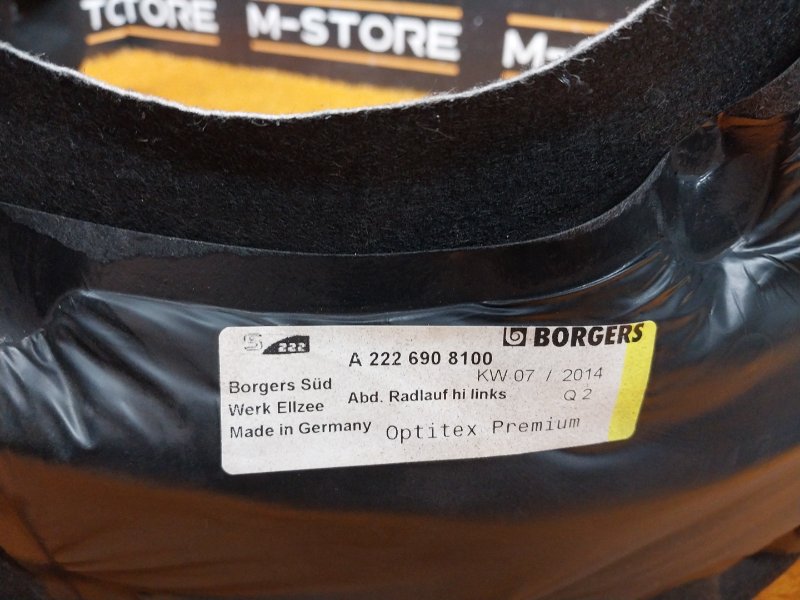 TCTORE M-STORE M-
S 222
A 222 690 8100
BORGERS
KW 07 / 2014
Borgers Süd
Abd. Radlauf hi links
Q 2
Werk Ellzee
Made in Germany
Optitex Premium